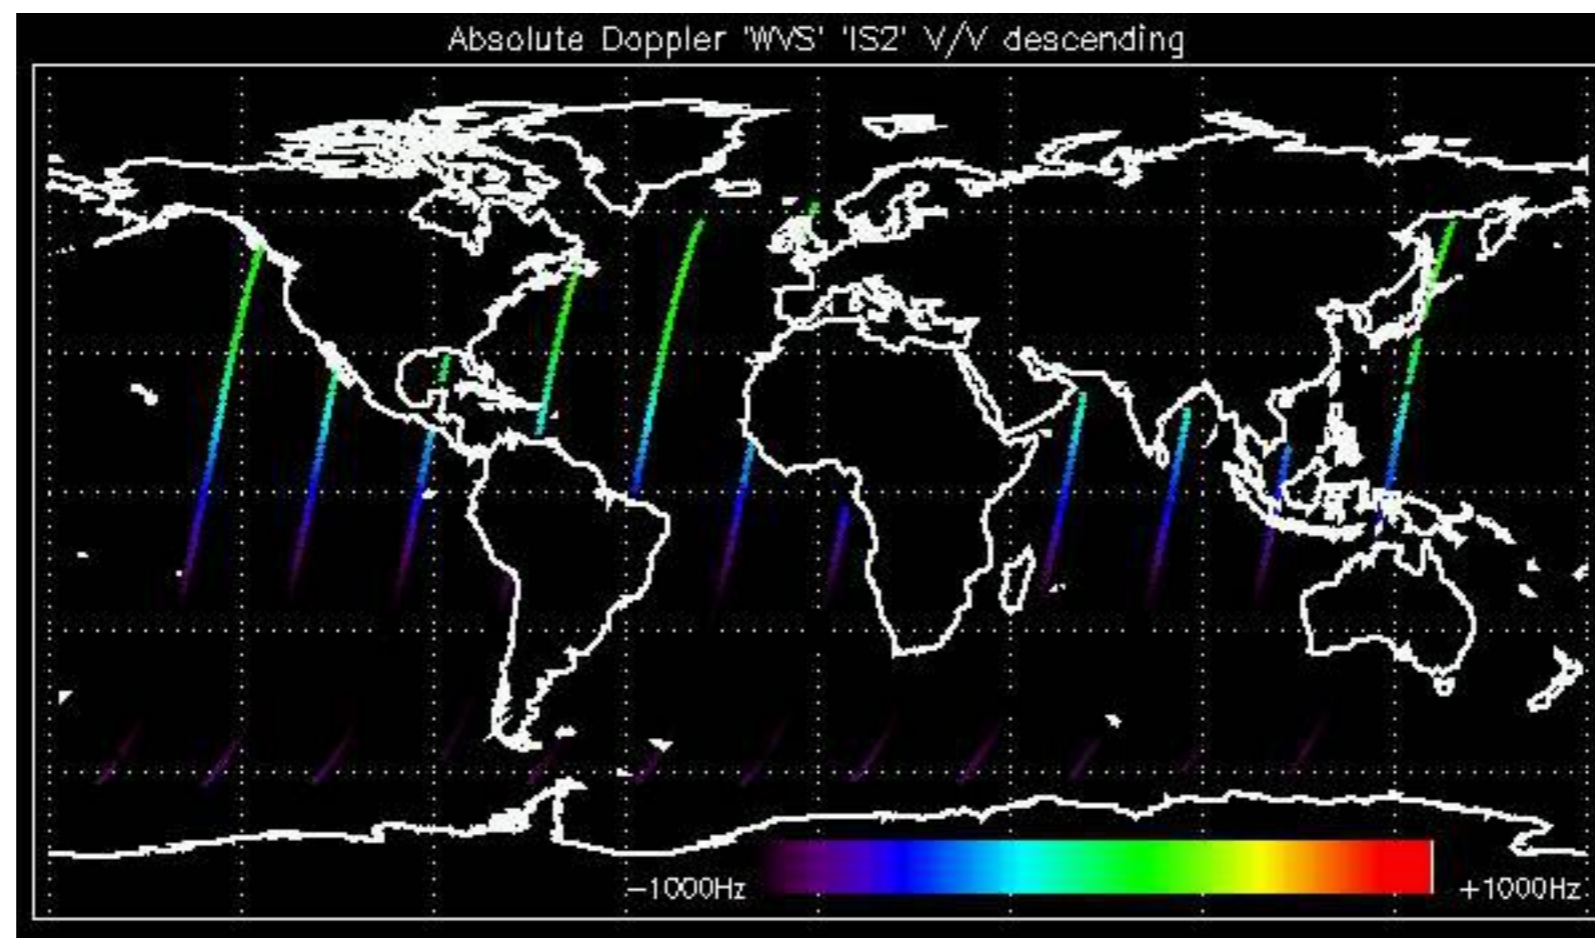 Absolute Doppler 'WVS' 'IS2' V/V descending
−1000Hz
+1000Hz